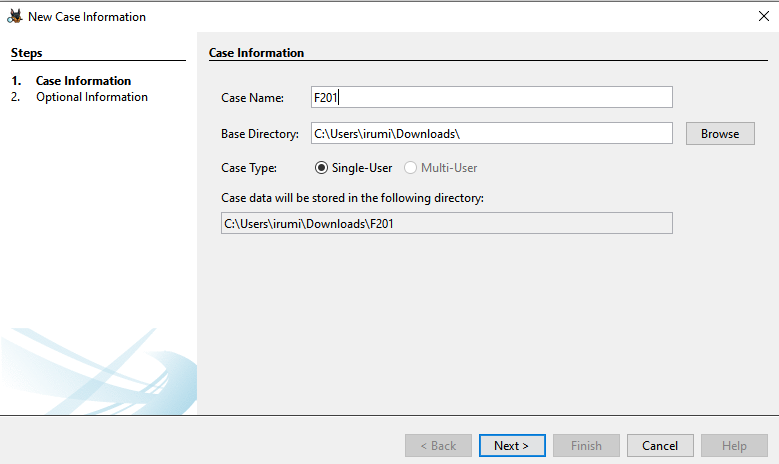 New Case Information
Steps
1. Case Information
2. Optional Information
Case Information
Case Name: F201
Base Directory: C:\Users\irumi\Downloads\ Browse
Case Type: Single-User Multi-User
Case data will be stored in the following directory:
C:\Users\irumi\Downloads\F201
< Back Next > Finish Cancel Help